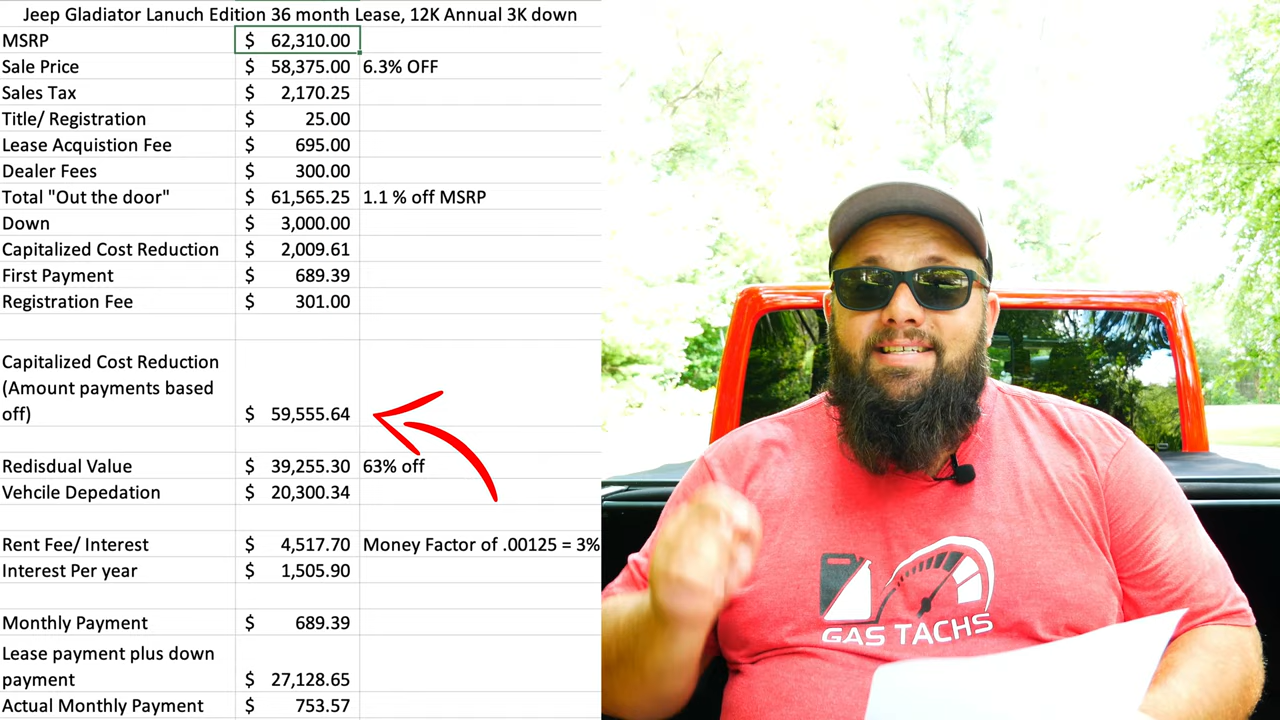 Jeep Gladiator Lanuch Edition 36 month Lease, 12K Annual 3K down
MSRP $ 62,310.00
Sale Price $ 58,375.00 6.3% OFF
Sales Tax $ 2,170.25
Title/ Registration $ 25.00
Lease Acquistion Fee $ 695.00
Dealer Fees $ 300.00
Total "Out the door" $ 61,565.25 1.1 % off MSRP
Down $ 3,000.00
Capitalized Cost Reduction $ 2,009.61
First Payment $ 689.39
Registration Fee $ 301.00
Capitalized Cost Reduction
(Amount payments based
off) $ 59,555.64
Redisdual Value $ 39,255.30 63% off
Vehcile Depedation $ 20,300.34
Rent Fee/ Interest $ 4,517.70 Money Factor of .00125 = 3%
Interest Per year $ 1,505.90
Monthly Payment $ 689.39
Lease payment plus down
payment $ 27,128.65
Actual Monthly Payment $ 753.57
GAS TACHS